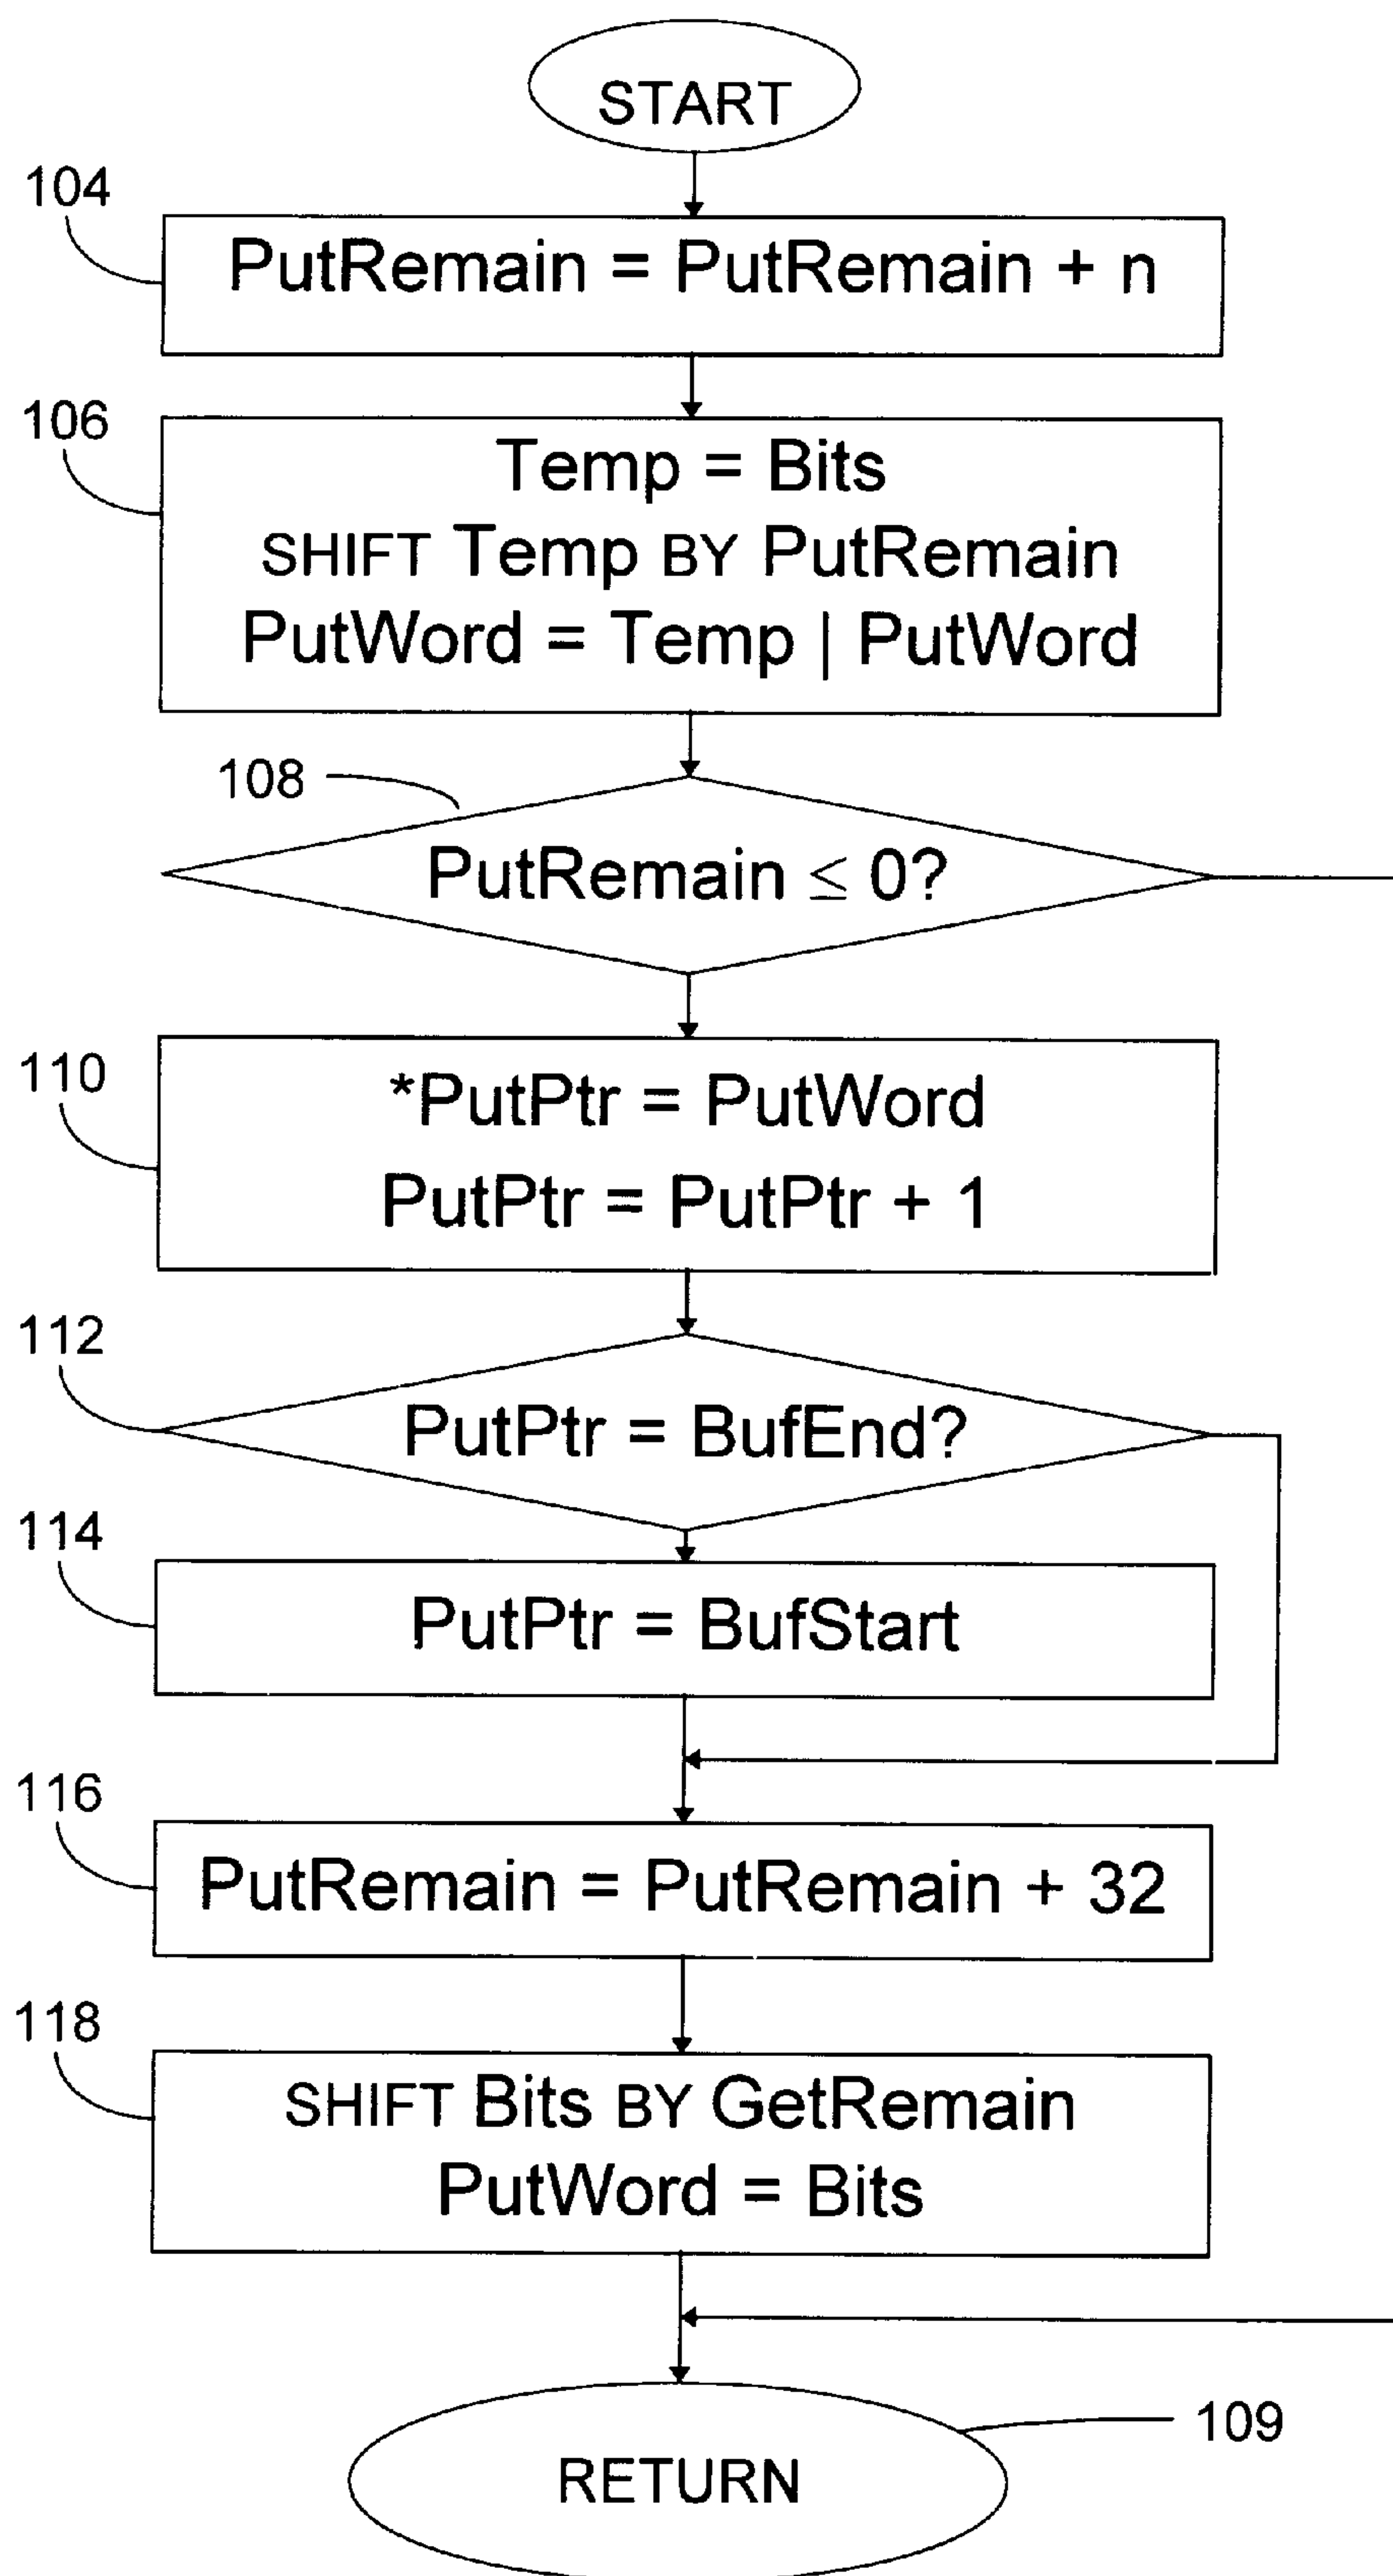 START
104
PutRemain = PutRemain + n
106
Temp = Bits
SHIFT Temp BY PutRemain
PutWord = Temp | PutWord
108
PutRemain ≤ 0?
110
*PutPtr = PutWord
PutPtr = PutPtr + 1
112
PutPtr = BufEnd?
114
PutPtr = BufStart
116
PutRemain = PutRemain + 32
118
SHIFT Bits BY GetRemain
PutWord = Bits
109
RETURN